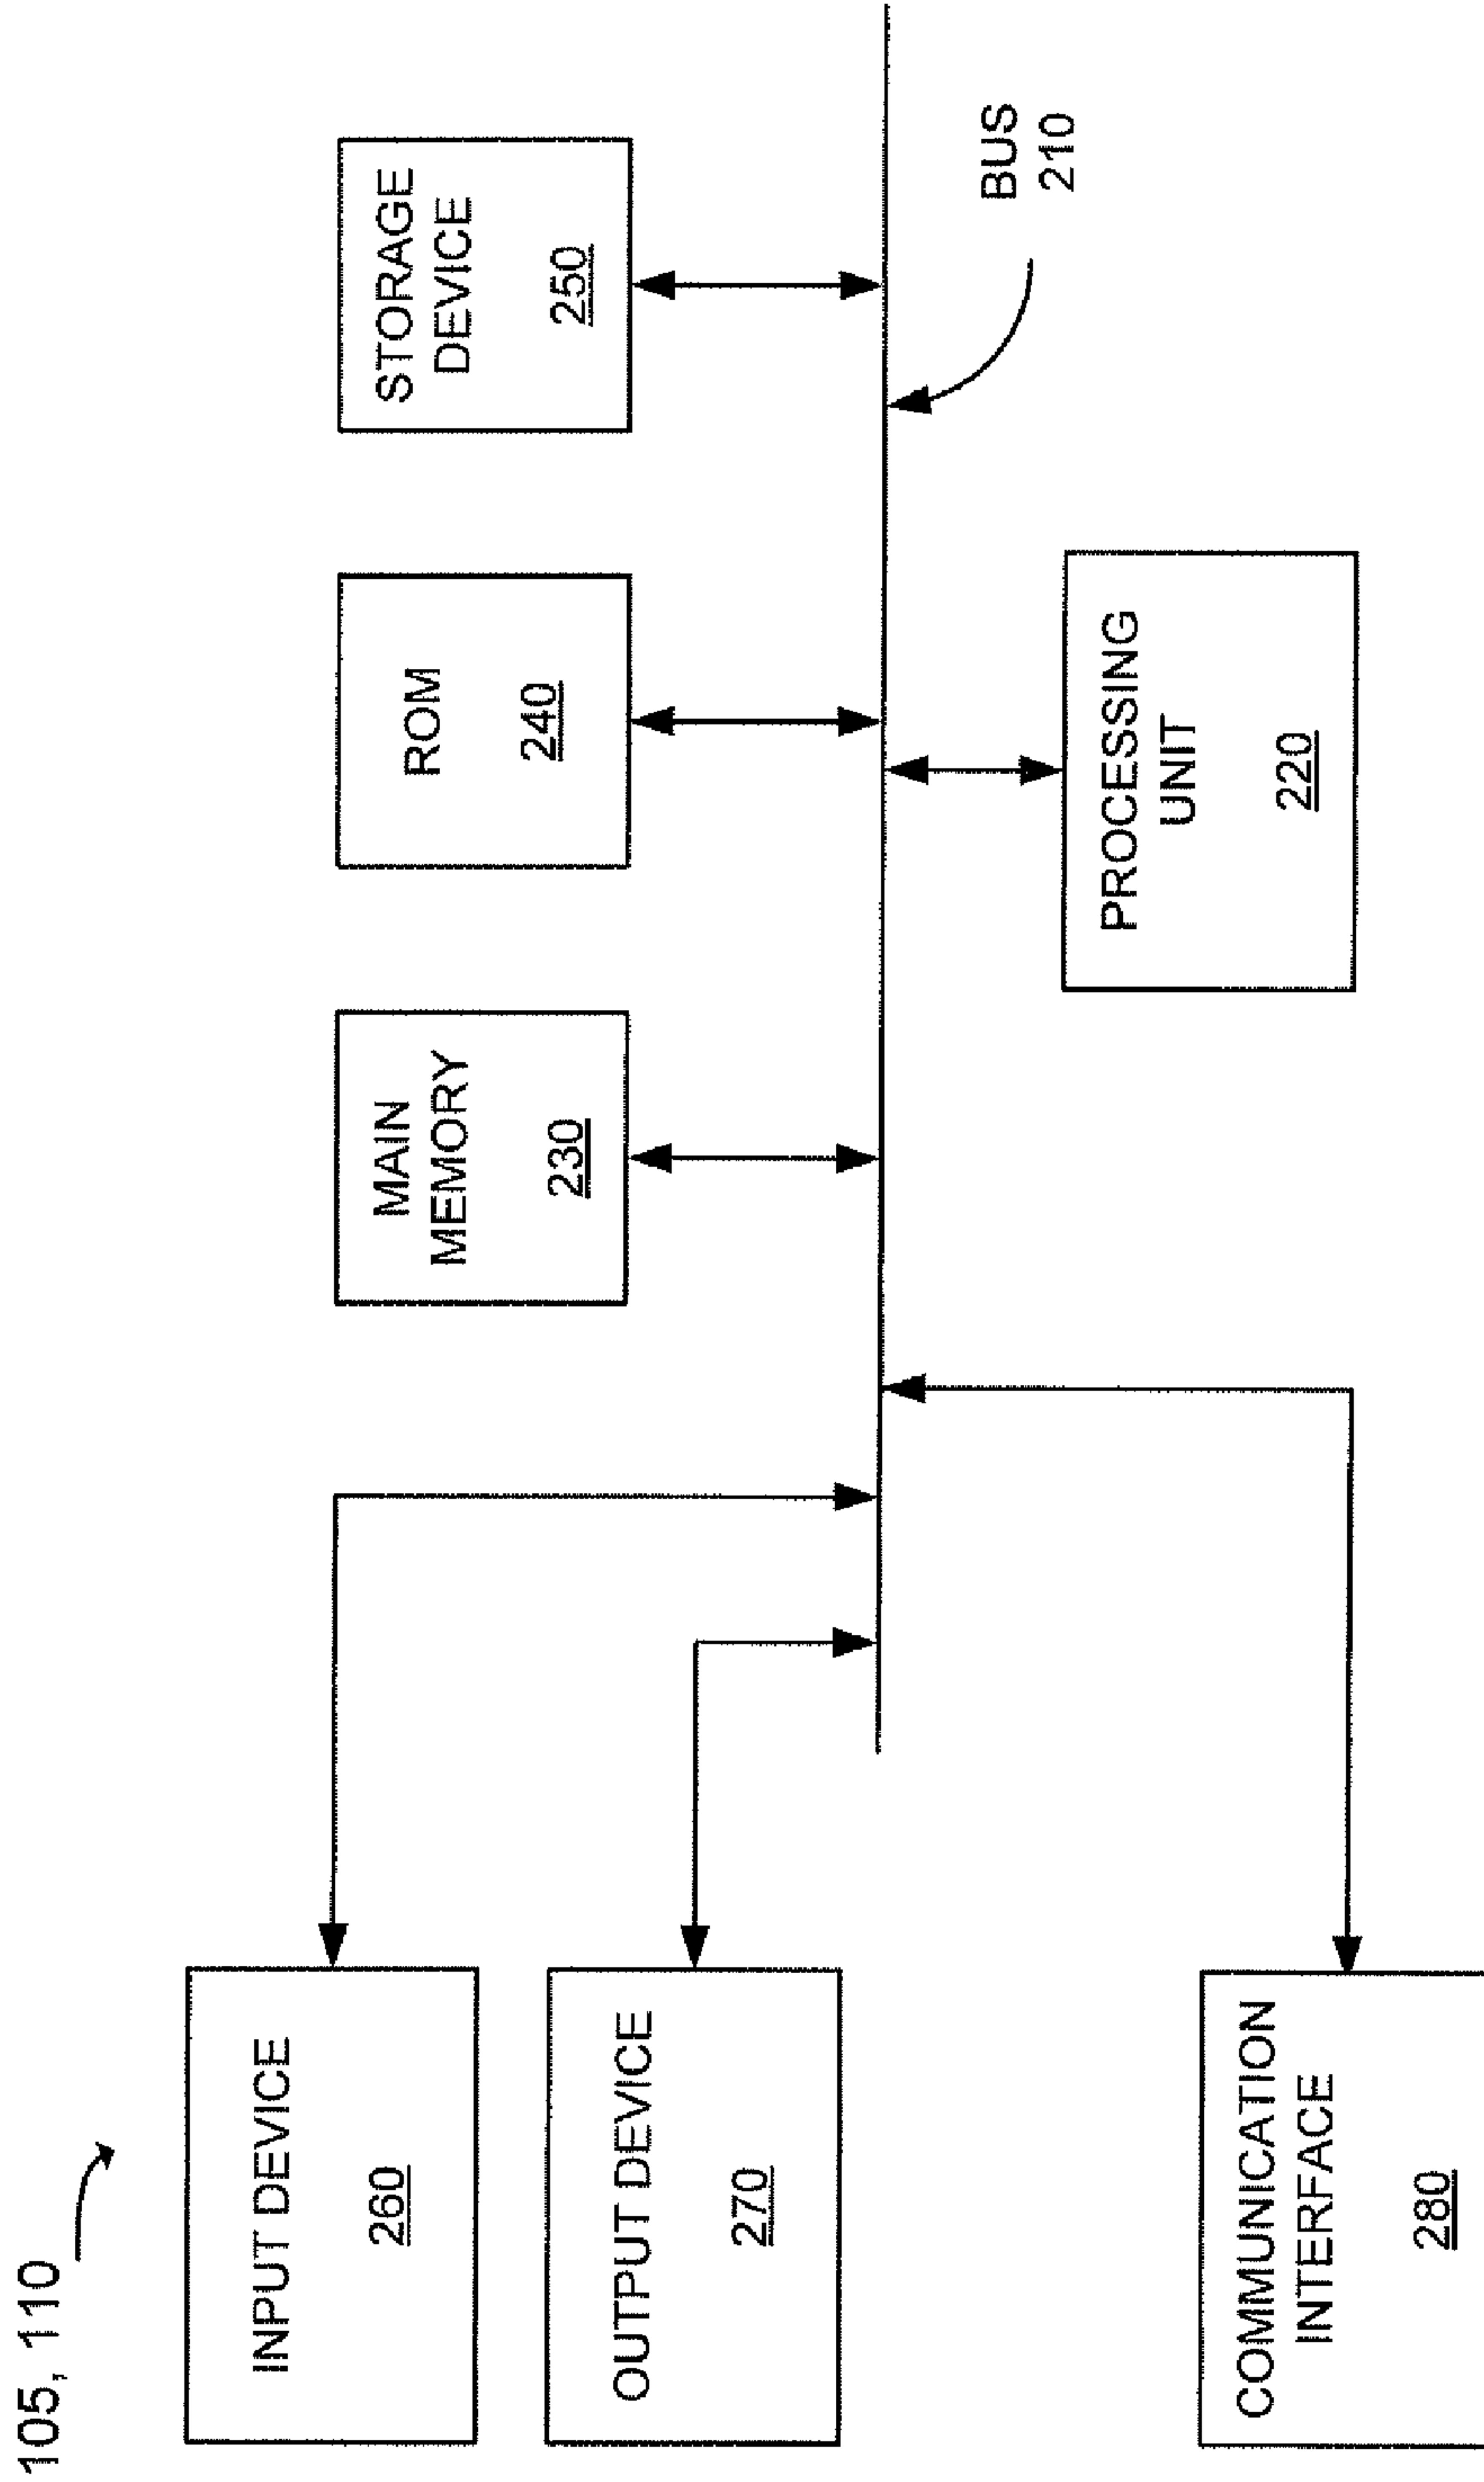 105, 110
INPUT DEVICE
260
OUTPUT DEVICE
270
COMMUNICATION
INTERFACE
280
MAIN
MEMORY
230
ROM
240
STORAGE
DEVICE
250
PROCESSING
UNIT
220
BUS
210